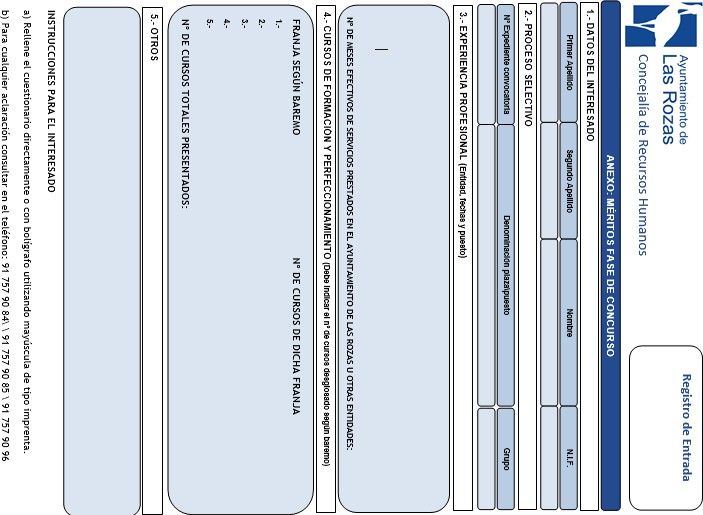 Ayuntamiento de
Las Rozas
Concejalía de Recursos Humanos
Registro de Entrada
ANEXO: MÉRITOS FASE DE CONCURSO
1.- DATOS DEL INTERESADO
Primer Apellido Segundo Apellido Nombre N.I.F.
2.- PROCESO SELECTIVO
Nº Expediente convocatoria Denominación plaza/puesto Grupo
3.- EXPERIENCIA PROFESIONAL (Entidad, fechas y puesto)
Nº DE MESES EFECTIVOS DE SERVICIOS PRESTADOS EN EL AYUNTAMIENTO DE LAS ROZAS U OTRAS ENTIDADES:
4.- CURSOS DE FORMACION Y PERFECCIONAMIENTO (Debe indicar el nº de cursos desglosado según baremo)
FRANJA SEGÚN BAREMO Nº DE CURSOS DE DICHA FRANJA
1.-
2.-
3.-
4.-
5.-
Nº DE CURSOS TOTALES PRESENTADOS:
5.- OTROS
INSTRUCCIONES PARA EL INTERESADO
a) Rellene el cuestionario directamente o con bolígrafo utilizando mayúscula de tipo imprenta.
b) Para cualquier aclaración consultar en el teléfono: 91 757 90 84\ \ 91 757 90 85 \ 91 757 90 96